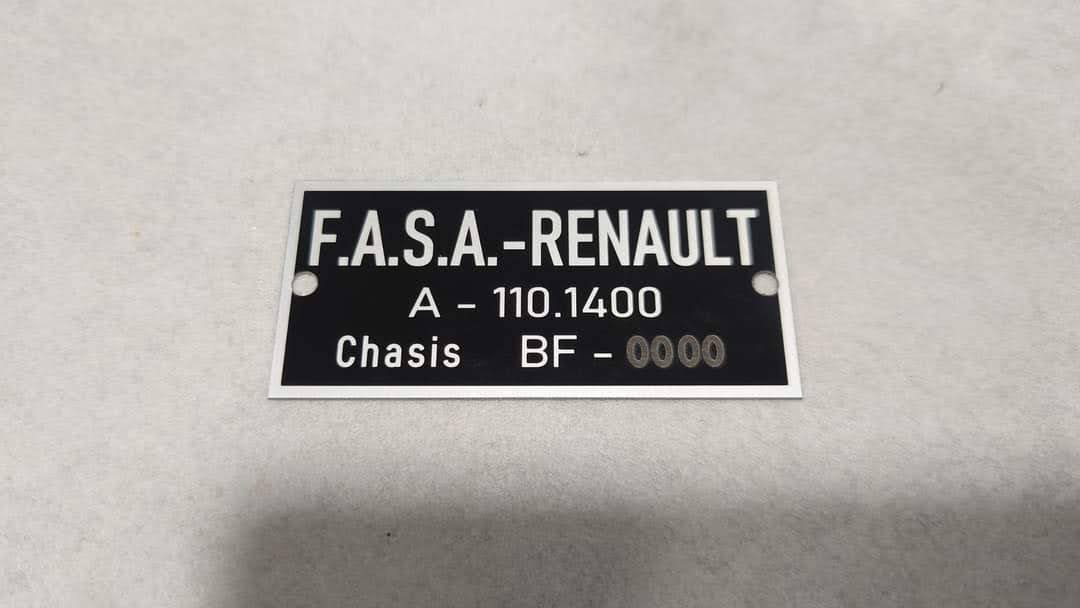 F.A.S.A.-RENAULT
A - 110.1400
Chasis BF - 0000